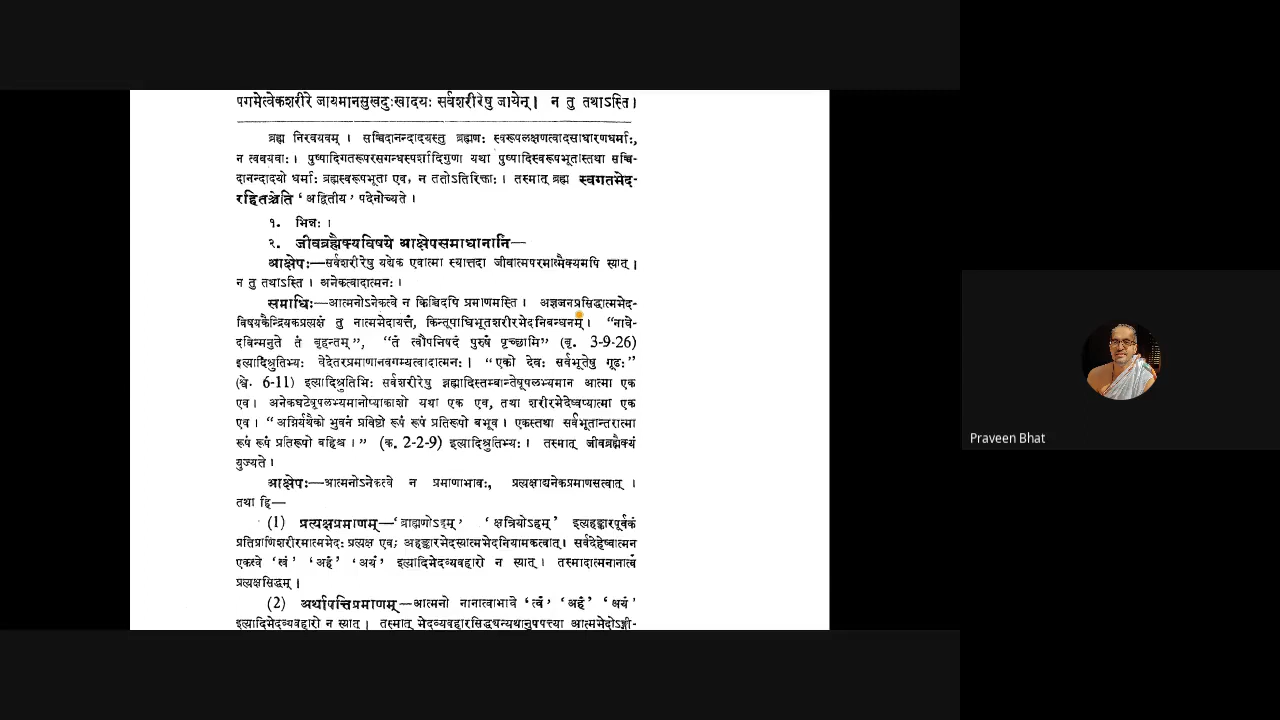 पगमेत्वेकशरीरे जायमानसुखदुःखादयः सर्वशरीरेषु जायेन्। न तु तथाऽस्ति।
ब्रह्म निरवयवम् । सच्चिदानन्दादयस्तु ब्रह्मणः स्वरूपलक्षणत्वादसाधारणधर्माः,
न त्ववयवाः । पुष्पादिगतरूपरसगन्धस्पर्शादिगुणा यथा पुष्पादिस्वरूपभूतास्तथा सच्चि-
दानन्दादयो धर्माः ब्रह्मस्वरूपभूता एव, न ततोऽतिरिक्ताः । तस्मात् ब्रह्म स्वगतभेद-
रहितञ्चेति ‘ अद्वितीय ’ पदेनोच्यते ।
१. भिन्नः ।
२. जीवब्रह्मैक्यविषये आक्षेपसमाधानानि—
आक्षेपः—सर्वशरीरेषु यद्येक एवात्मा स्यात्तदा जीवात्मपरमात्मैक्यमपि स्यात् ।
न तु तथाऽस्ति । अनेकत्वादात्मनः ।
समाधिः—आत्मनोऽनेकत्वे न किञ्चिदपि प्रमाणमस्ति । अज्ञजनप्रसिद्धात्मभेद-
विषयकैन्द्रियकप्रत्यक्षं तु नात्मभेदायत्तं, किन्तूपाधिभूतशरीरभेदनिबन्धनम् । “नावे-
दविन्मनुते तं बृहन्तम्”, “तं त्वौपनिषदं पुरुषं पृच्छामि” (बृ. 3-9-26)
इत्यादिश्रुतिभ्यः वेदेतरप्रमाणानवगम्यत्वादात्मनः । “एको देवः सर्वभूतेषु गूढः”
(श्वे. 6-11) इत्यादिश्रुतिभिः सर्वशरीरेषु ब्रह्मादिस्तम्बान्तेषूपलभ्यमान आत्मा एक
एव । अनेकघटेषूपलभ्यमानोप्याकाशो यथा एक एव, तथा शरीरभेदेष्वप्यात्मा एक
एव । “ अग्निर्यथैको भुवनं प्रविष्टो रूपं रूपं प्रतिरूपो बभूव । एकस्तथा सर्वभूतान्तरात्मा
रूपं रूपं प्रतिरूपो बहिश्च । ” (क. 2-2-9) इत्यादिश्रुतिभ्यः । तस्मात् जीवब्रह्मैक्यं
युज्यते ।
आक्षेपः—आत्मनोऽनेकत्वे न प्रमाणाभावः, प्रत्यक्षाद्यनेकप्रमाणसत्वात् ।
तथा हि—
(1) प्रत्यक्षप्रमाणम्—‘ब्राह्मणोऽहम्’ ‘क्षत्रियोऽहम्’ इत्यहङ्कारपूर्वकं
प्रतिप्राणिशरीरमात्मभेदः प्रत्यक्ष एव; अहङ्कारभेदस्यात्मभेदनियामकत्वात् । सर्वदेहेष्वात्मन
एकत्वे ‘त्वं’ ‘अहं’ ‘अयं’ इत्यादिभेदव्यवहारो न स्यात् । तस्मादात्मनानात्वं
प्रत्यक्षसिद्धम् ।
(2) अर्थापत्तिप्रमाणम्—आत्मनो नानात्वाभावे ‘त्वं’ ‘अहं’ ‘अयं’
इत्यादिभेदव्यवहारो न स्यात् । तस्मात् भेदव्यवहारसिद्ध्यन्यथानुपपत्त्या आत्मभेदोऽङ्गी-
Praveen Bhat